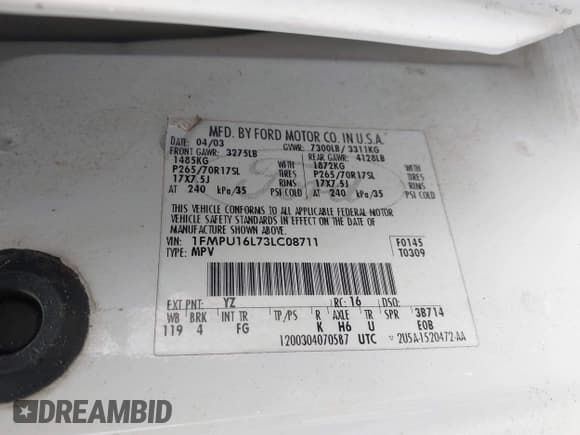 MFD. BY FORD MOTOR CO. IN U.S.A.
DATE: 04/03 GVWR: 7300LB/3311KG
FRONT GAWR: 3275LB REAR GAWR: 4128LB
1485KG WITH 1872KG WITH
P265/70R17SL TIRES P265/70R17SL TIRES
17X7.5J RIMS 17X7.5J RIMS
AT 240 kPa/35 PSI COLD AT 240 kPa/35 PSI COLD
THIS VEHICLE CONFORMS TO ALL APPLICABLE FEDERAL MOTOR
VEHICLE SAFETY STANDARDS IN EFFECT ON THE DATE OF
MANUFACTURE SHOWN ABOVE.
VIN: 1FMPU16L73LC08711 F0145
TYPE: MPV T0309
EXT PNT: YZ RC: 16 DSO:
WB BRK INT TR TP/PS R AXLE TR SPR 3B714
119 4 FG K H6 U E0B
1200304070587 UTC 2U5A-1520472-AA
Ford
DREAMBID